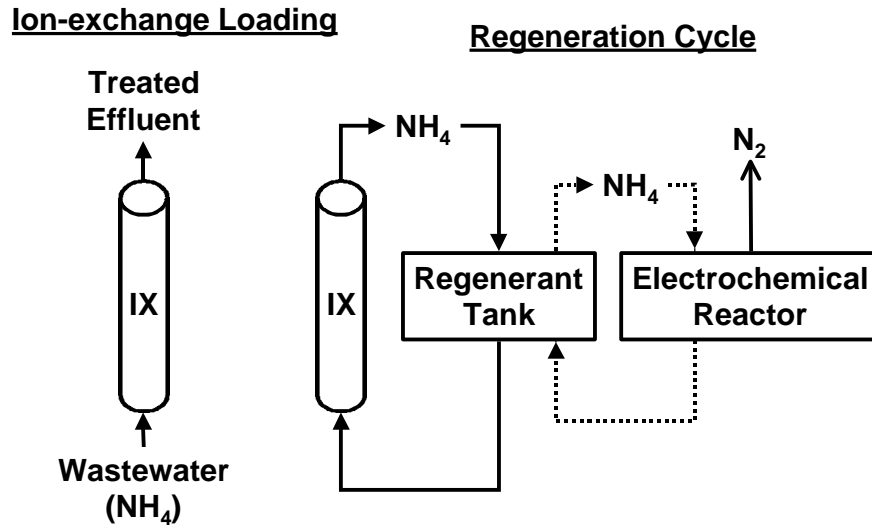 Ion-exchange Loading
Treated
Effluent
IX
Wastewater
(NH₄)
Regeneration Cycle
NH₄
IX
Regenerant
Tank
NH₄
N₂
Electrochemical
Reactor